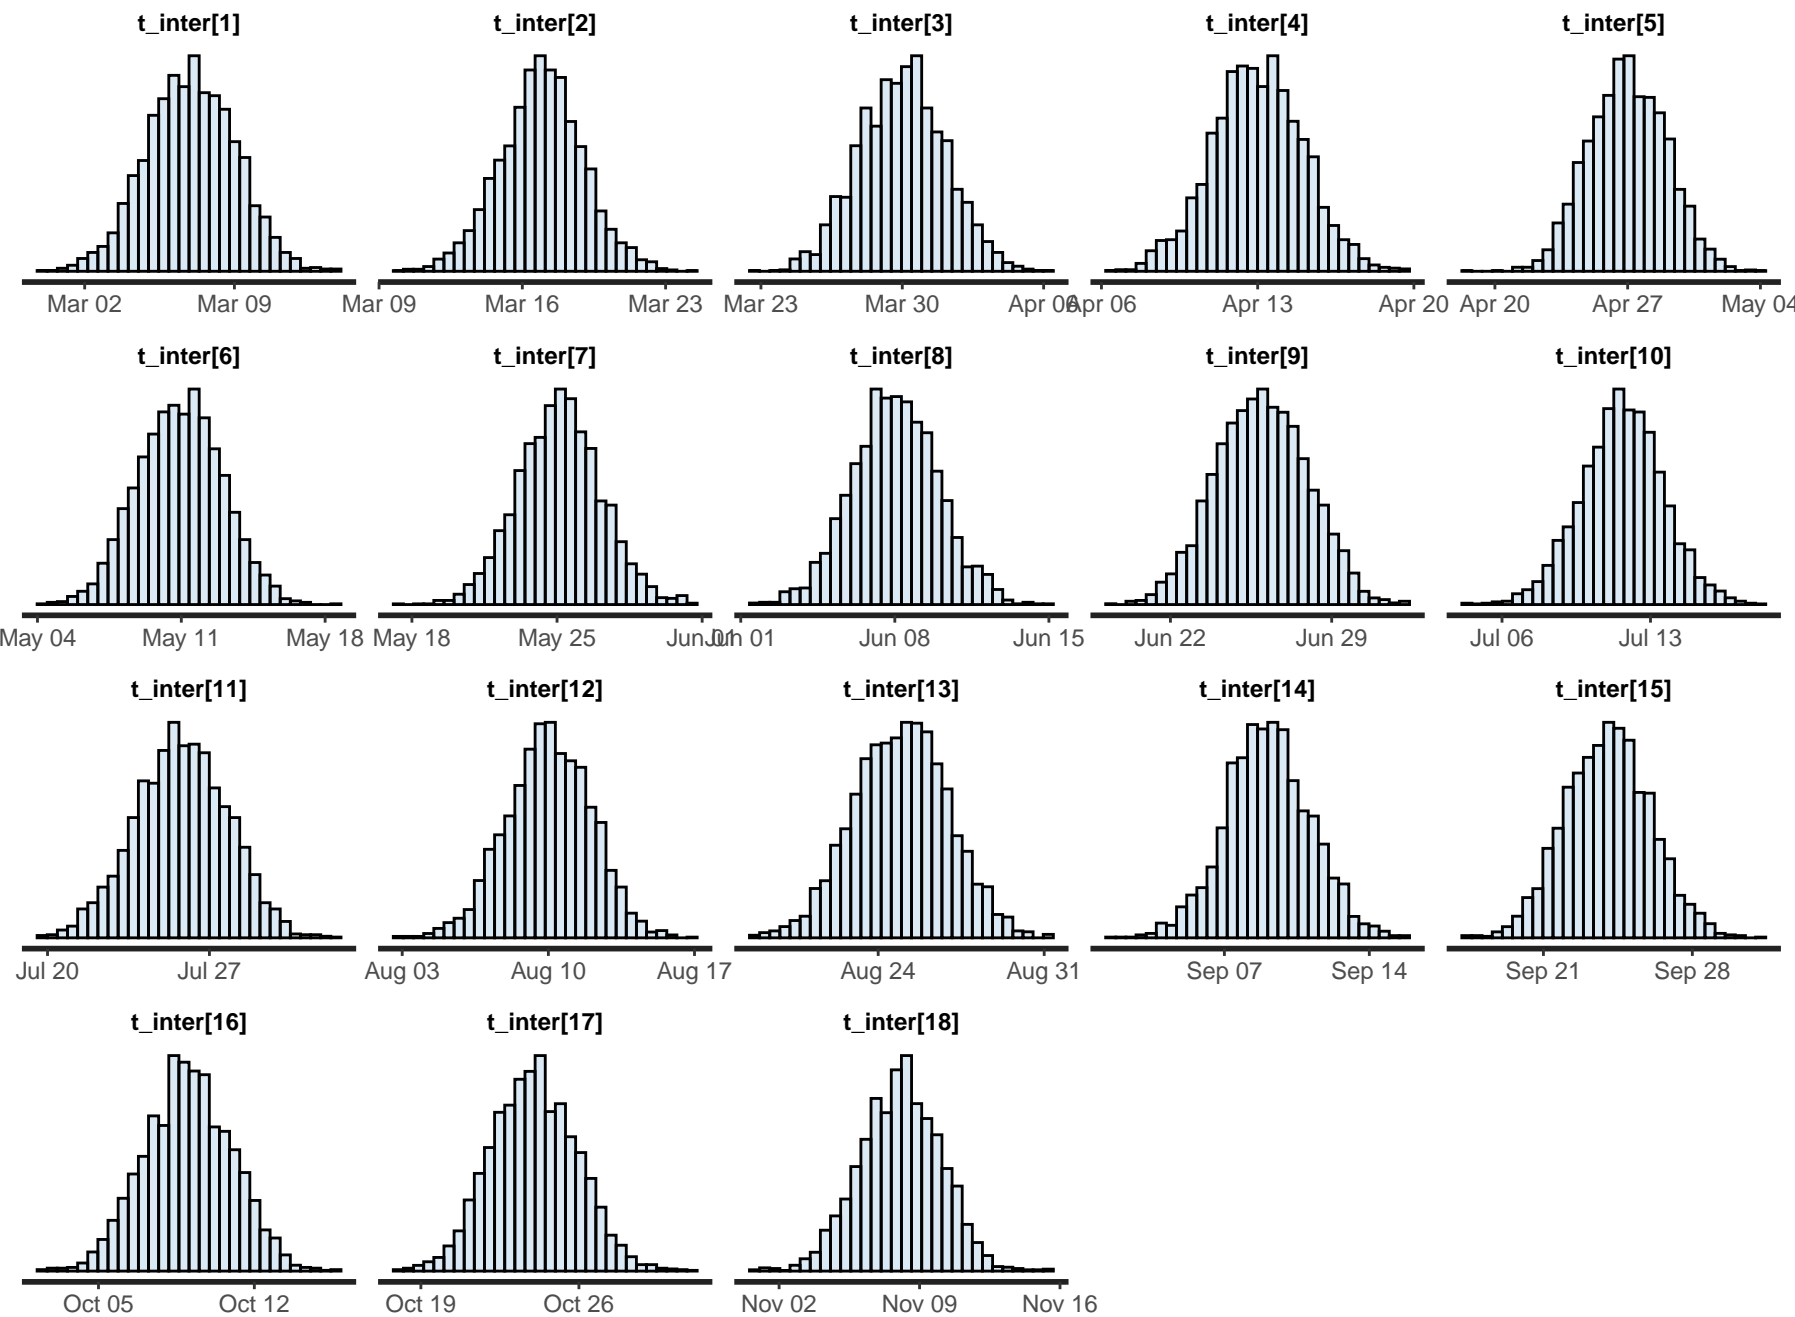 t_inter[1] t_inter[2] t_inter[3] t_inter[4] t_inter[5]
Mar 02 Mar 09 Mar 09 Mar 16 Mar 23 Mar 23 Mar 30 Apr 06 Apr 06 Apr 13 Apr 20 Apr 20 Apr 27 May 04
t_inter[6] t_inter[7] t_inter[8] t_inter[9] t_inter[10]
May 04 May 11 May 18 May 18 May 25 Jun 01 Jun 01 Jun 08 Jun 15 Jun 22 Jun 29 Jul 06 Jul 13
t_inter[11] t_inter[12] t_inter[13] t_inter[14] t_inter[15]
Jul 20 Jul 27 Aug 03 Aug 10 Aug 17 Aug 24 Aug 31 Sep 07 Sep 14 Sep 21 Sep 28
t_inter[16] t_inter[17] t_inter[18]
Oct 05 Oct 12 Oct 19 Oct 26 Nov 02 Nov 09 Nov 16